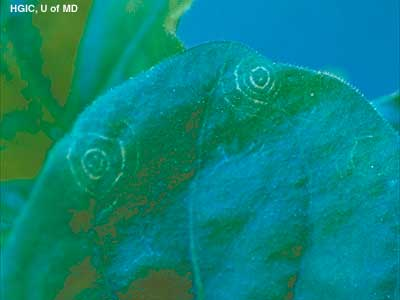 HGIC, U of MD